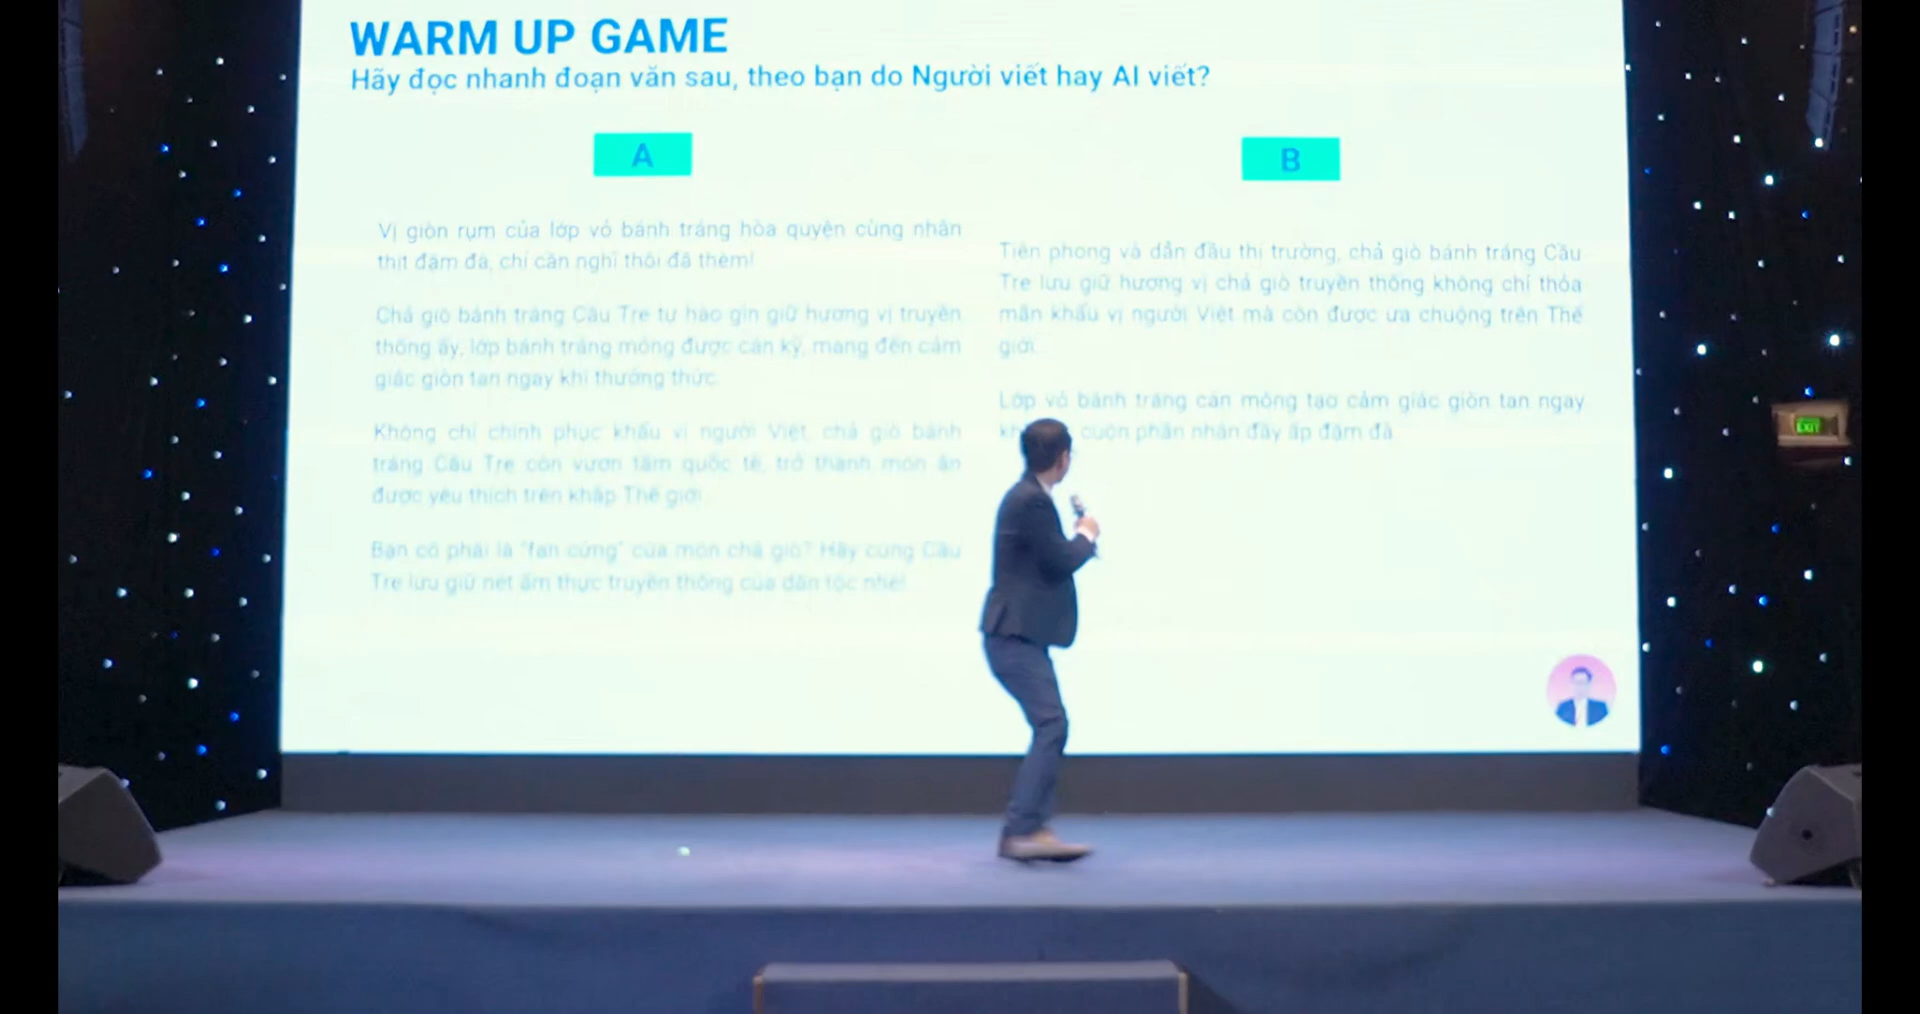 WARM UP GAME
Hãy đọc nhanh đoạn văn sau, theo bạn do Người viết hay AI viết?
A
Vị giòn rụm của lớp vỏ bánh tráng hòa quyện cùng nhân
thịt đậm đà, chỉ cần nghĩ thôi đã thèm!
Chả giò bánh tráng Cầu Tre tự hào gìn giữ hương vị truyền
thống ấy, lớp bánh tráng mỏng được cán kỹ, mang đến cảm
giác giòn tan ngay khi thưởng thức.
Không chỉ chinh phục khẩu vị người Việt, chả giò bánh
tráng Cầu Tre còn vươn tầm quốc tế, trở thành món ăn
được yêu thích trên khắp Thế giới.
Bạn có phải là "fan cứng" của món chả giò? Hãy cùng Cầu
Tre lưu giữ nét ẩm thực truyền thống của dân tộc nhé!
B
Tiên phong và dẫn đầu thị trường, chả giò bánh tráng Cầu
Tre lưu giữ hương vị chả giò truyền thống không chỉ thỏa
mãn khẩu vị người Việt mà còn được ưa chuộng trên Thế
giới.
Lớp vỏ bánh tráng cán mỏng tạo cảm giác giòn tan ngay
cuộn phần nhân đầy ắp đậm đà.
EXIT